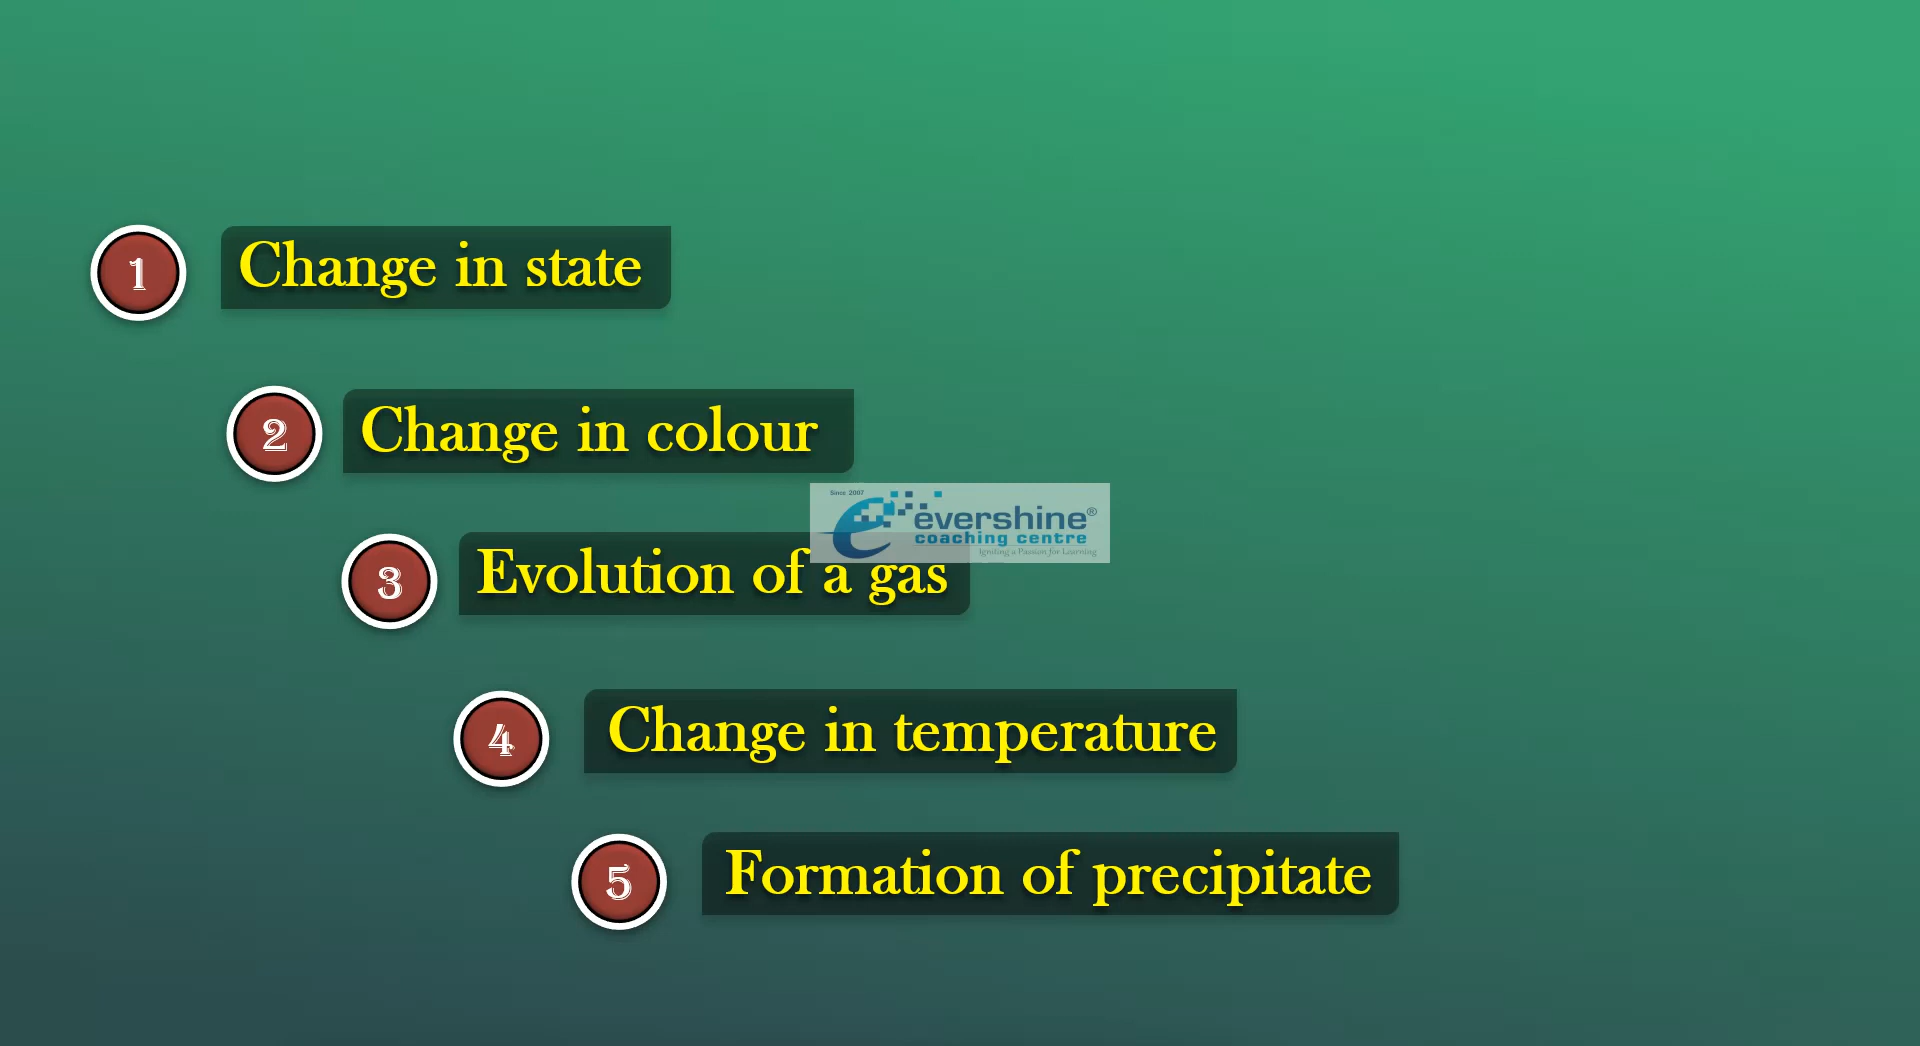 1
Change in state
2
Change in colour
Since 2007
evershine®
coaching centre
Igniting a Passion for Learning
3
Evolution of a gas
4
Change in temperature
5
Formation of precipitate